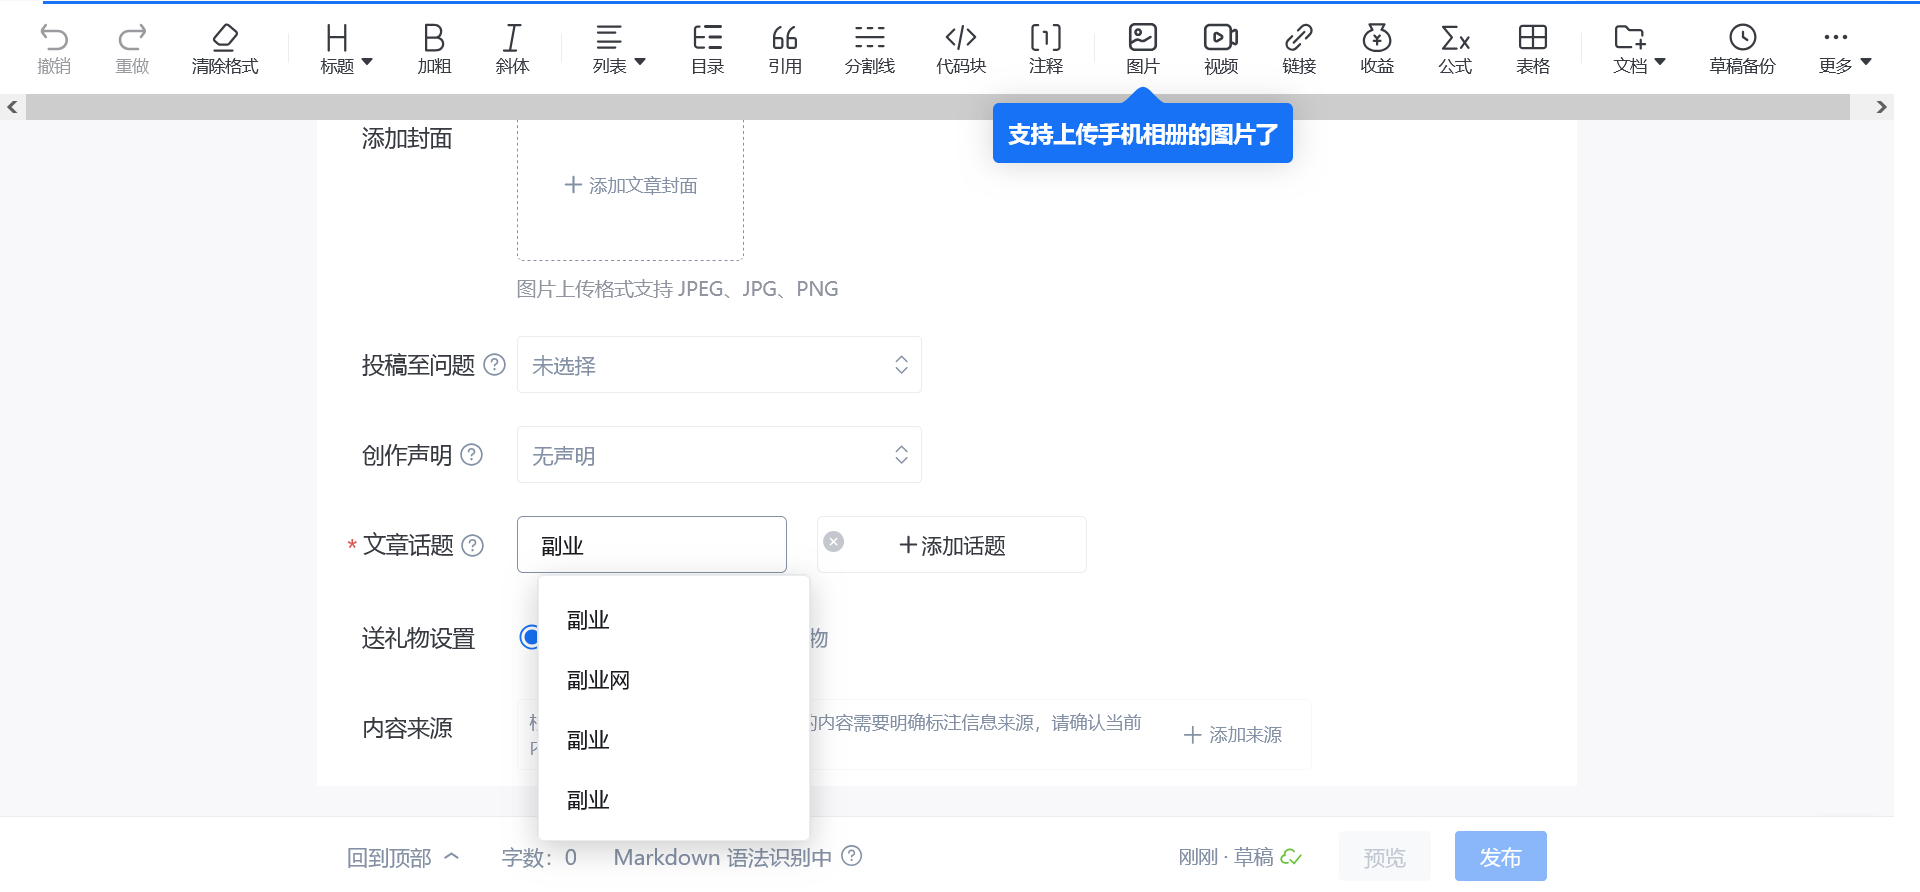 撤销 重做 清除格式 标题 加粗 斜体 列表 目录 引用 分割线 代码块 注释 图片 视频 链接 收益 公式 表格 文档 草稿备份 更多
支持上传手机相册的图片了
添加封面
添加文章封面
图片上传格式支持 JPEG、JPG、PNG
投稿至问题 未选择
创作声明 无声明
* 文章话题 副业 添加话题
副业
送礼物设置 物
副业网
内容来源 的内容需要明确标注信息来源，请确认当前 添加来源
副业
副业
回到顶部 字数：0 Markdown 语法识别中 刚刚 · 草稿 预览 发布